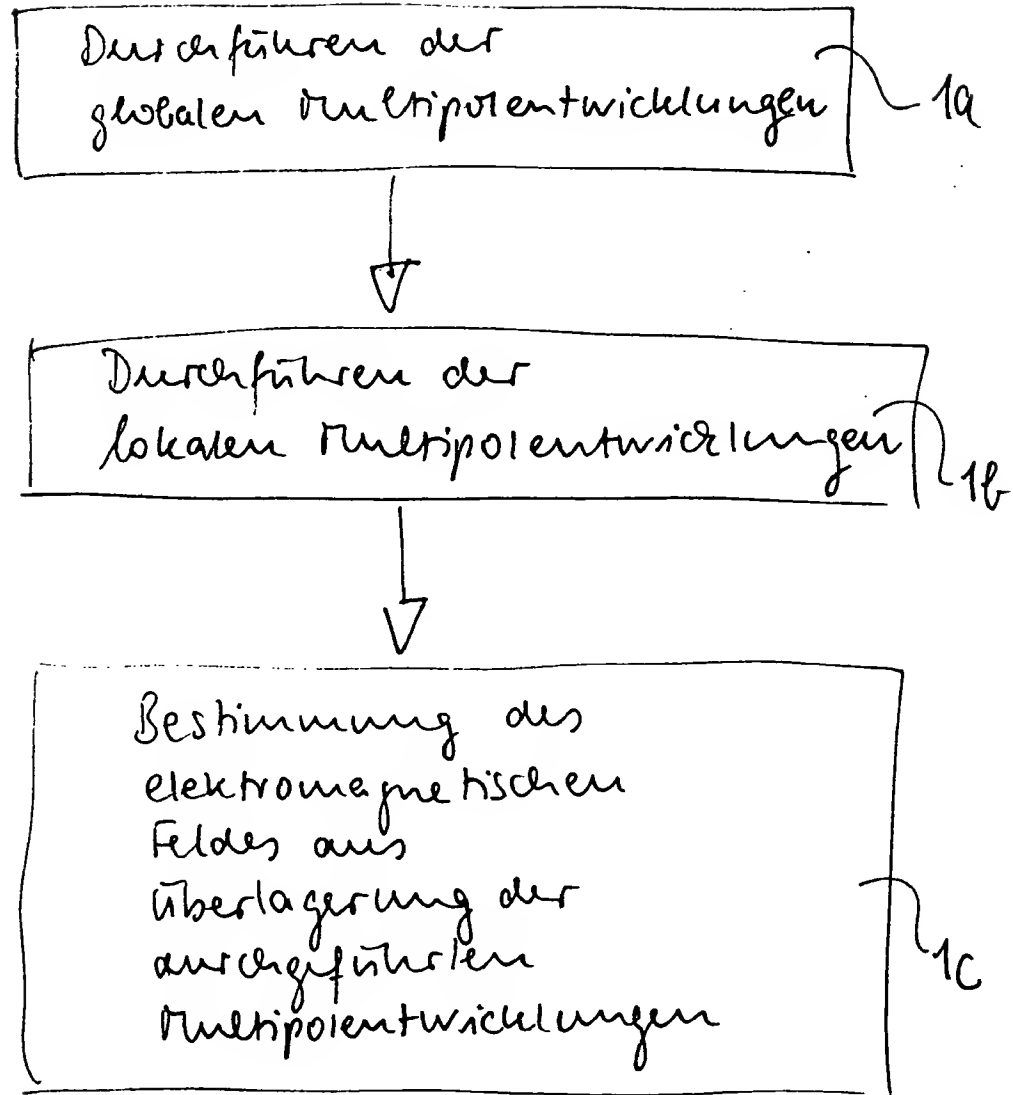 Durchführen der
globalen Multipolentwicklungen
1a
Durchführen der
lokalen Multipolentwicklungen
1b
Bestimmung des
elektromagnetischen
Feldes aus
Überlagerung der
durchgeführten
Multipolentwicklungen
1c